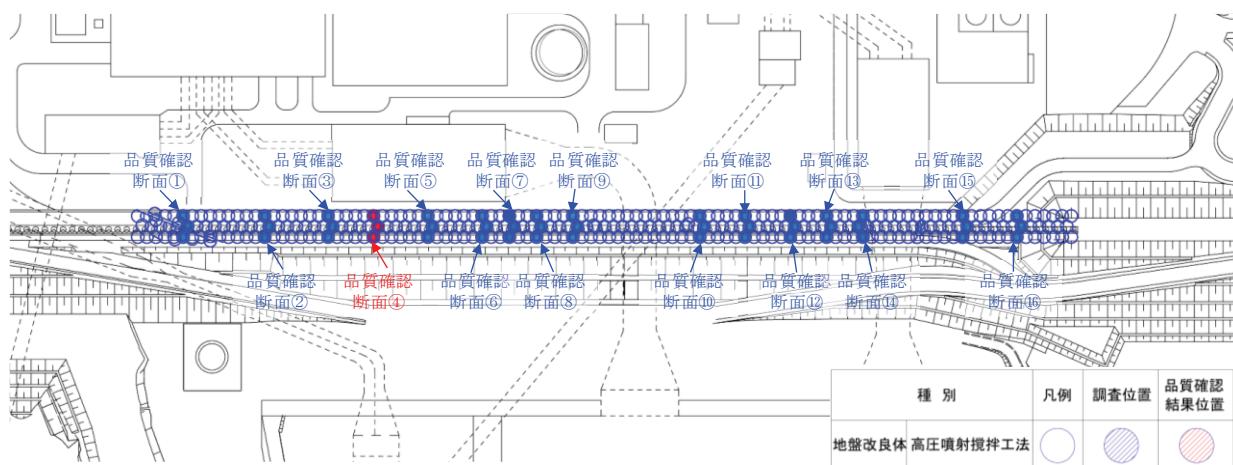 品質確認
断面①
品質確認
断面③
品質確認
断面⑤
品質確認
断面⑦
品質確認
断面⑨
品質確認
断面⑪
品質確認
断面⑬
品質確認
断面⑮
品質確認
断面②
品質確認
断面④
品質確認
断面⑥
品質確認
断面⑧
品質確認
断面⑩
品質確認
断面⑫
品質確認
断面⑭
品質確認
断面⑯
種 別 凡例 調査位置 品質確認
結果位置
地盤改良体 高圧噴射撹拌工法